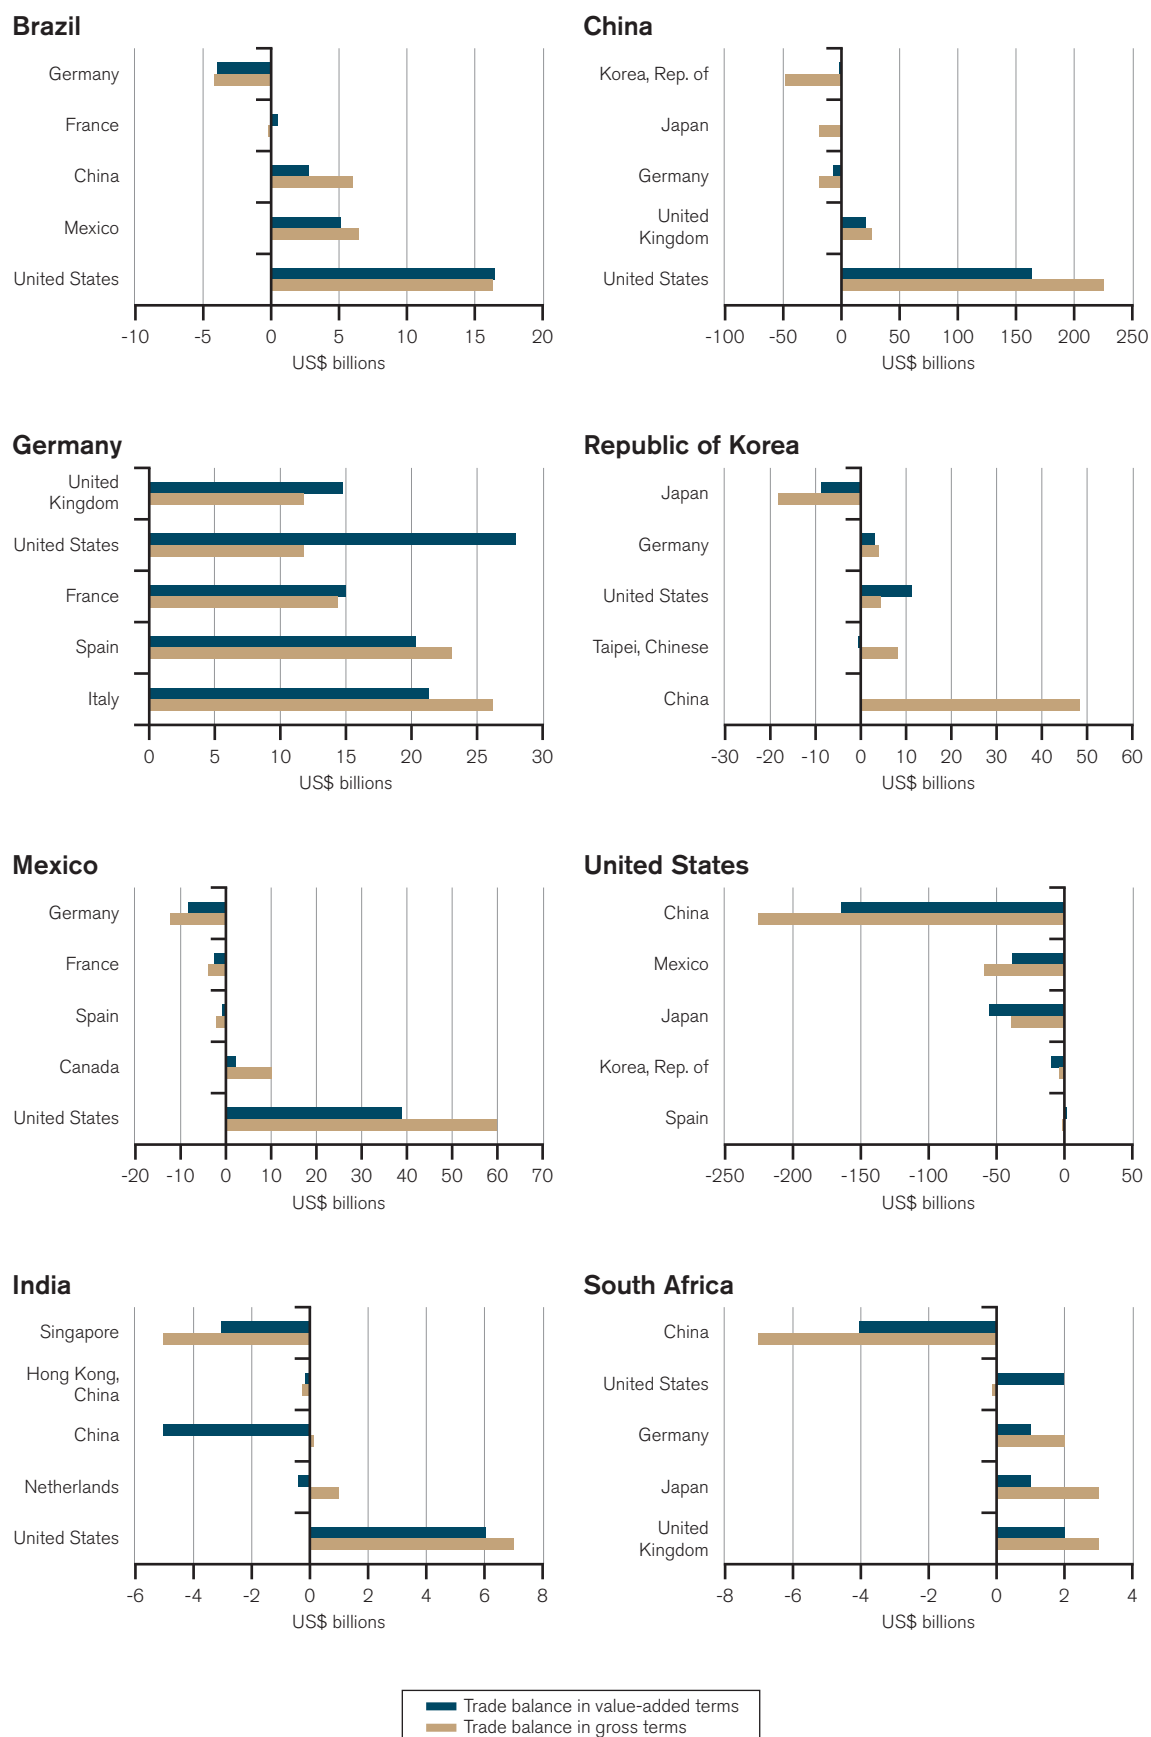 Brazil
Germany
France
China
Mexico
United States
-10 -5 0 5 10 15 20
US$ billions
China
Korea, Rep. of
Japan
Germany
United
Kingdom
United States
-100 -50 0 50 100 150 200 250
US$ billions
Germany
United
Kingdom
United States
France
Spain
Italy
0 5 10 15 20 25 30
US$ billions
Republic of Korea
Japan
Germany
United States
Taipei, Chinese
China
-30 -20 -10 0 10 20 30 40 50 60
US$ billions
Mexico
Germany
France
Spain
Canada
United States
-20 -10 0 10 20 30 40 50 60 70
US$ billions
United States
China
Mexico
Japan
Korea, Rep. of
Spain
-250 -200 -150 -100 -50 0 50
US$ billions
India
Singapore
Hong Kong,
China
China
Netherlands
United States
-6 -4 -2 0 2 4 6 8
US$ billions
South Africa
China
United States
Germany
Japan
United
Kingdom
-8 -6 -4 -2 0 2 4
US$ billions
Trade balance in value-added terms
Trade balance in gross terms